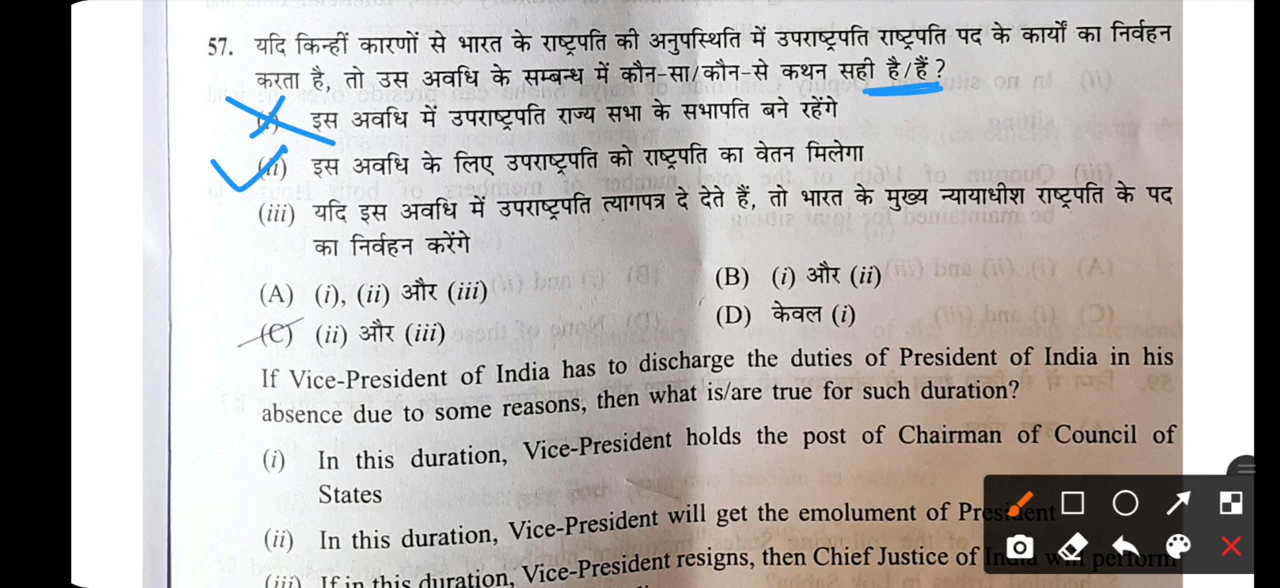 57. यदि किन्हीं कारणों से भारत के राष्ट्रपति की अनुपस्थिति में उपराष्ट्रपति राष्ट्रपति पद के कार्यों का निर्वहन
करता है, तो उस अवधि के सम्बन्ध में कौन-सा/कौन-से कथन सही है/हैं?
(i) इस अवधि में उपराष्ट्रपति राज्य सभा के सभापति बने रहेंगे
(ii) इस अवधि के लिए उपराष्ट्रपति को राष्ट्रपति का वेतन मिलेगा
(iii) यदि इस अवधि में उपराष्ट्रपति त्यागपत्र दे देते हैं, तो भारत के मुख्य न्यायाधीश राष्ट्रपति के पद
का निर्वहन करेंगे
(A) (i), (ii) और (iii) (B) (i) और (ii)
(C) (ii) और (iii) (D) केवल (i)
If Vice-President of India has to discharge the duties of President of India in his
absence due to some reasons, then what is/are true for such duration?
(i) In this duration, Vice-President holds the post of Chairman of Council of
States
(ii) In this duration, Vice-President will get the emolument of President
(iii) If in this duration, Vice-President resigns, then Chief Justice of India will perform